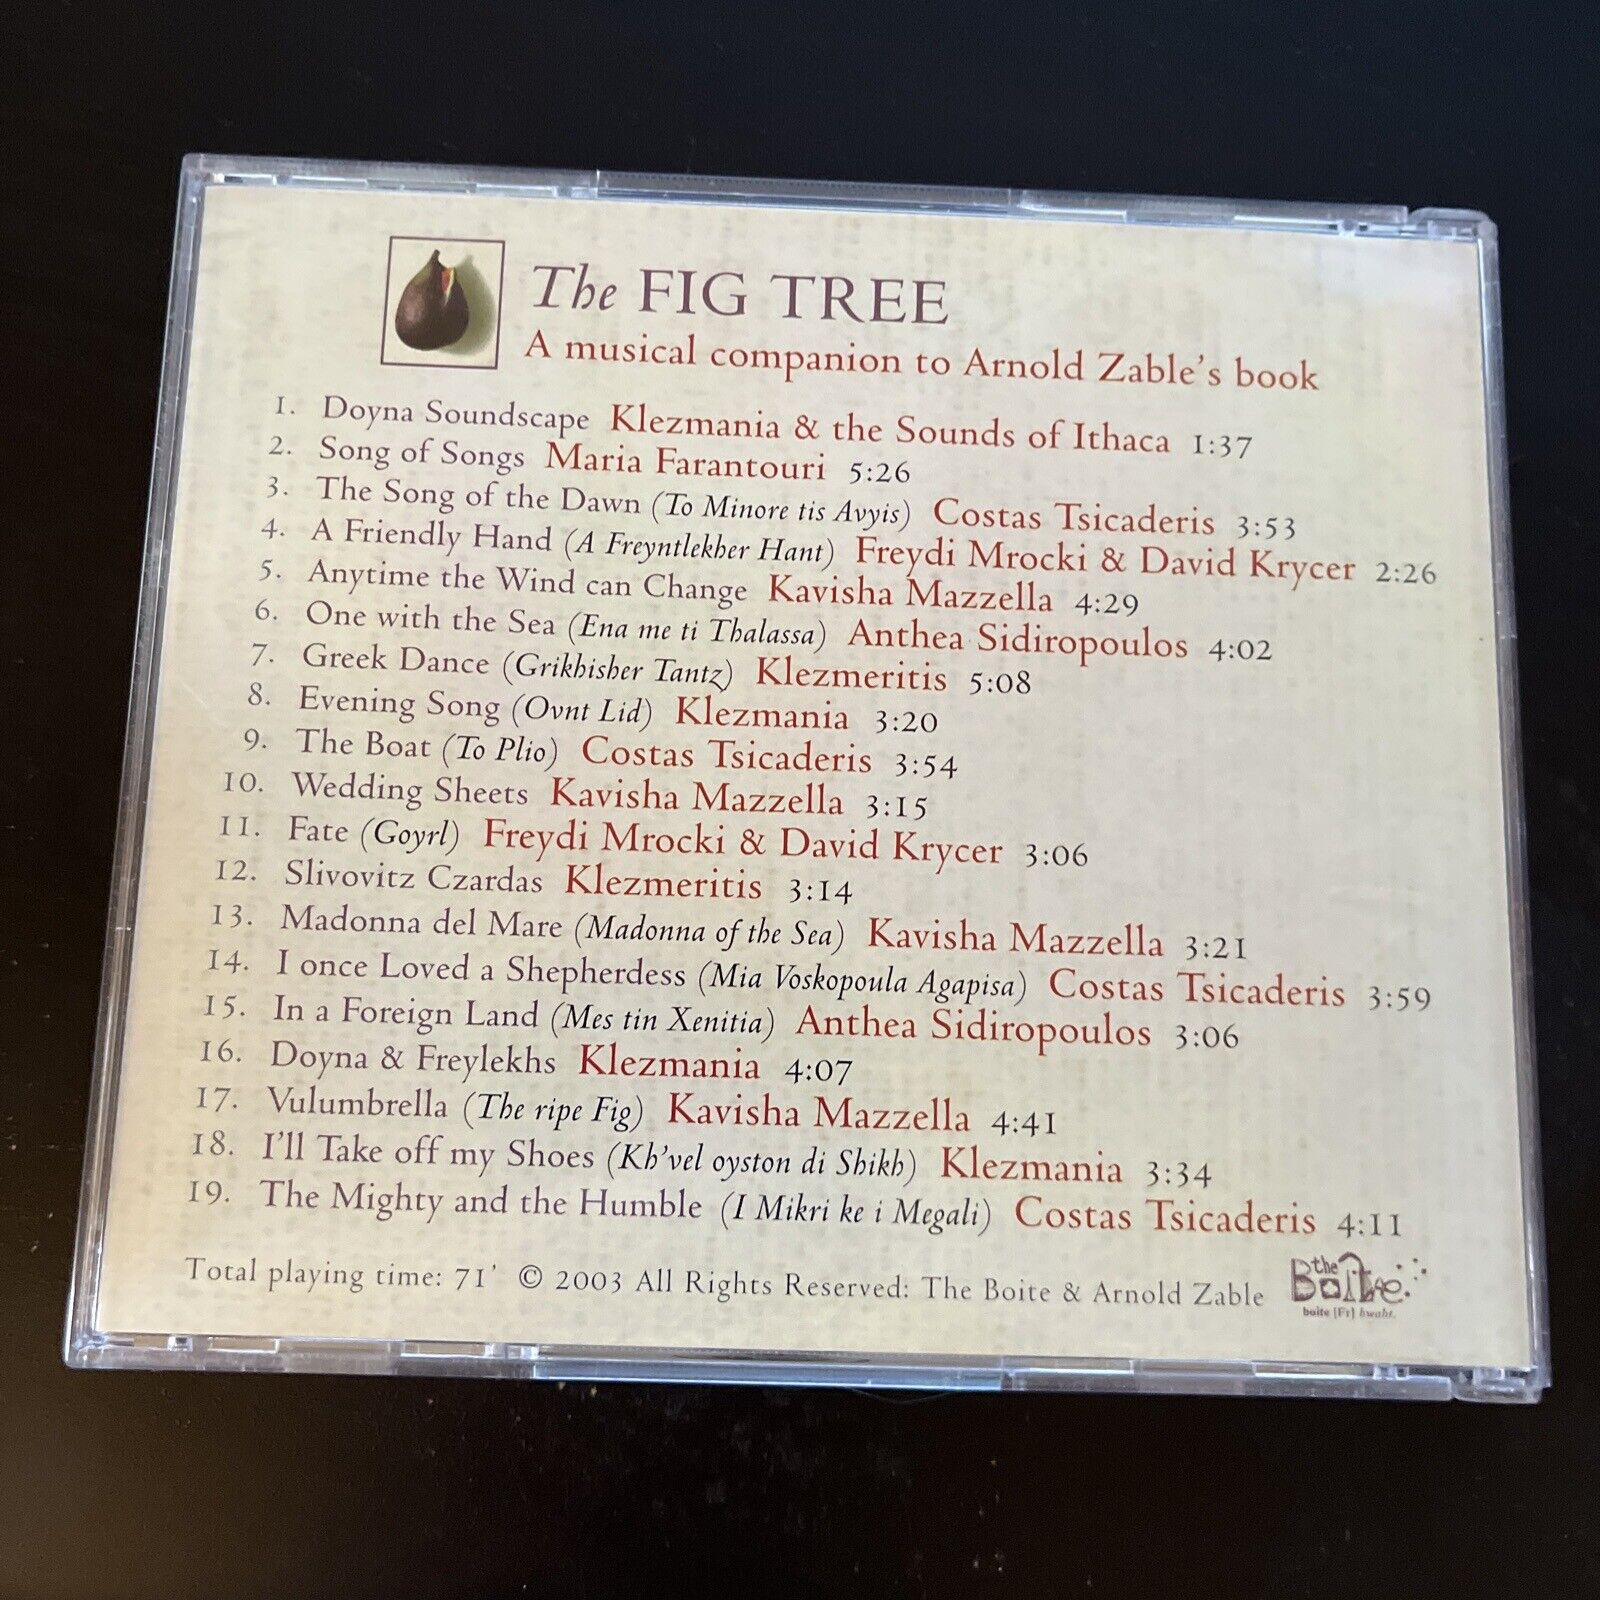 The FIG TREE
A musical companion to Arnold Zable's book
1. Doyna Soundscape Klezmania & the Sounds of Ithaca 1:37
2. Song of Songs Maria Farantouri 5:26
3. The Song of the Dawn (To Minore tis Avyis) Costas Tsicaderis 3:53
4. A Friendly Hand (A Freyntlekher Hant) Freydi Mrocki & David Krycer 2:26
5. Anytime the Wind can Change Kavisha Mazzella 4:29
6. One with the Sea (Ena me ti Thalassa) Anthea Sidiropoulos 4:02
7. Greek Dance (Grikhisher Tantz) Klezmeritis 5:08
8. Evening Song (Ovnt Lid) Klezmania 3:20
9. The Boat (To Plio) Costas Tsicaderis 3:54
10. Wedding Sheets Kavisha Mazzella 3:15
11. Fate (Goyrl) Freydi Mrocki & David Krycer 3:06
12. Slivovitz Czardas Klezmeritis 3:14
13. Madonna del Mare (Madonna of the Sea) Kavisha Mazzella 3:21
14. I once Loved a Shepherdess (Mia Voskopoula Agapisa) Costas Tsicaderis 3:59
15. In a Foreign Land (Mes tin Xenitia) Anthea Sidiropoulos 3:06
16. Doyna & Freylekhs Klezmania 4:07
17. Vulumbrella (The ripe Fig) Kavisha Mazzella 4:41
18. I'll Take off my Shoes (Kh'vel oyston di Shikh) Klezmania 3:34
19. The Mighty and the Humble (I Mikri ke i Megali) Costas Tsicaderis 4:11
Total playing time: 71' © 2003 All Rights Reserved: The Boite & Arnold Zable
the Boite
boite [Fr] bwaht.